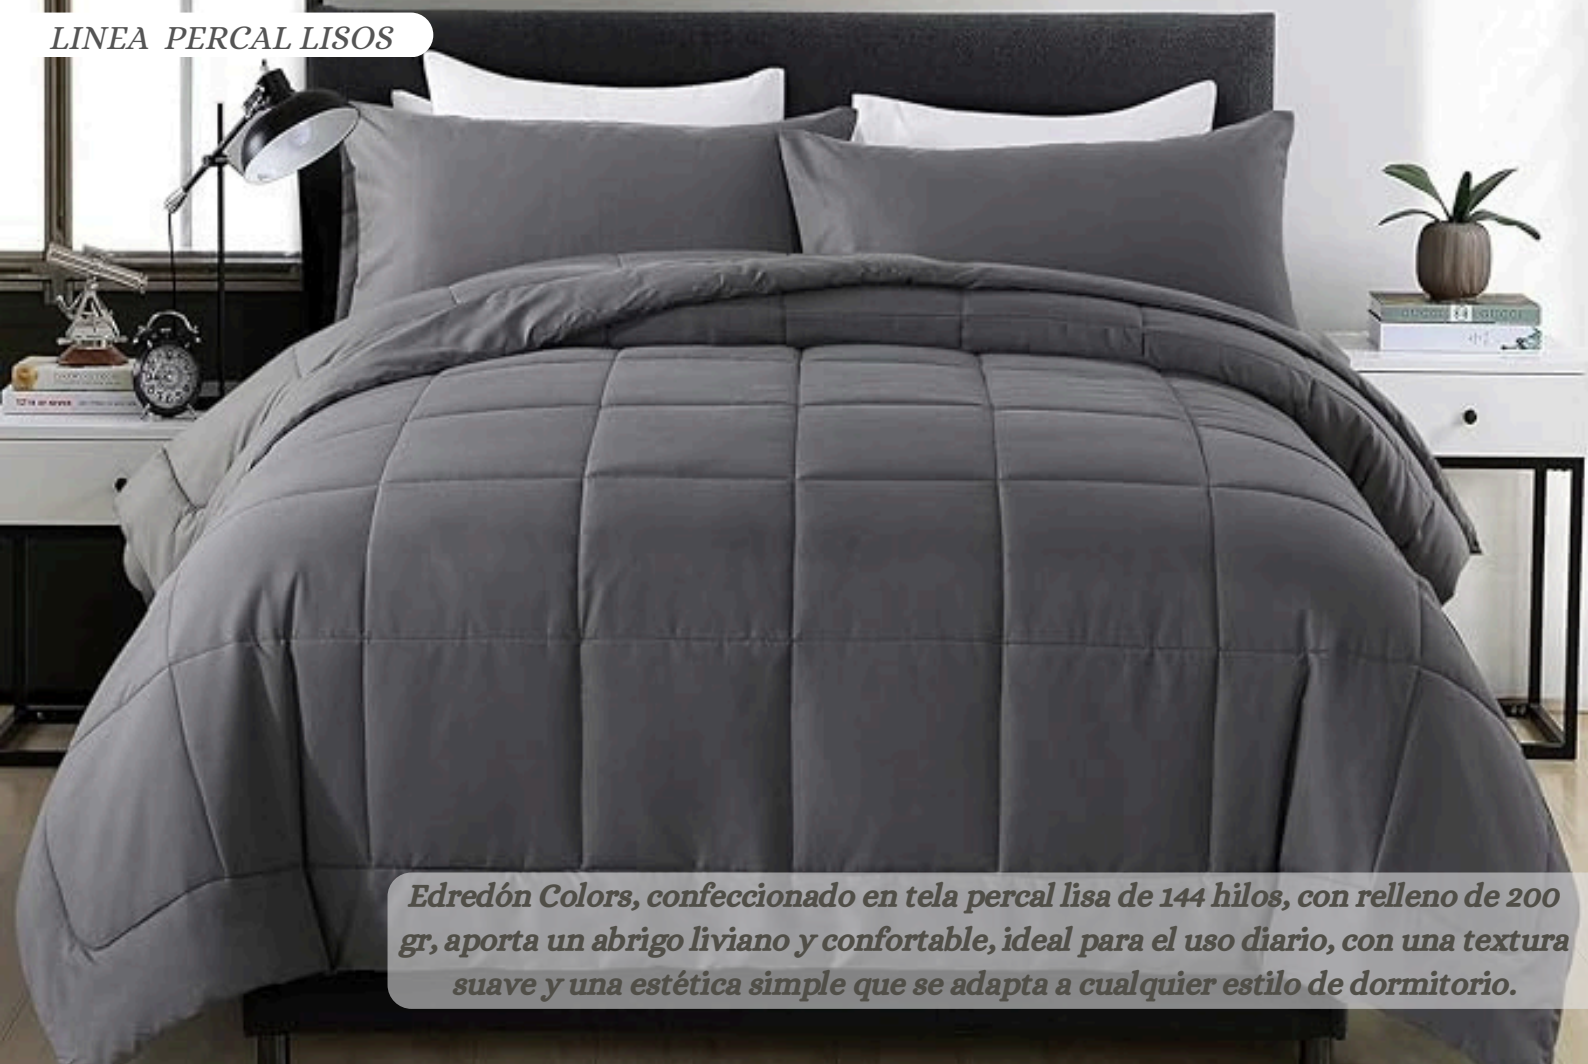 LINEA PERCAL LISOS
Edredón Colors, confeccionado en tela percal lisa de 144 hilos, con relleno de 200
gr, aporta un abrigo liviano y confortable, ideal para el uso diario, con una textura
suave y una estética simple que se adapta a cualquier estilo de dormitorio.